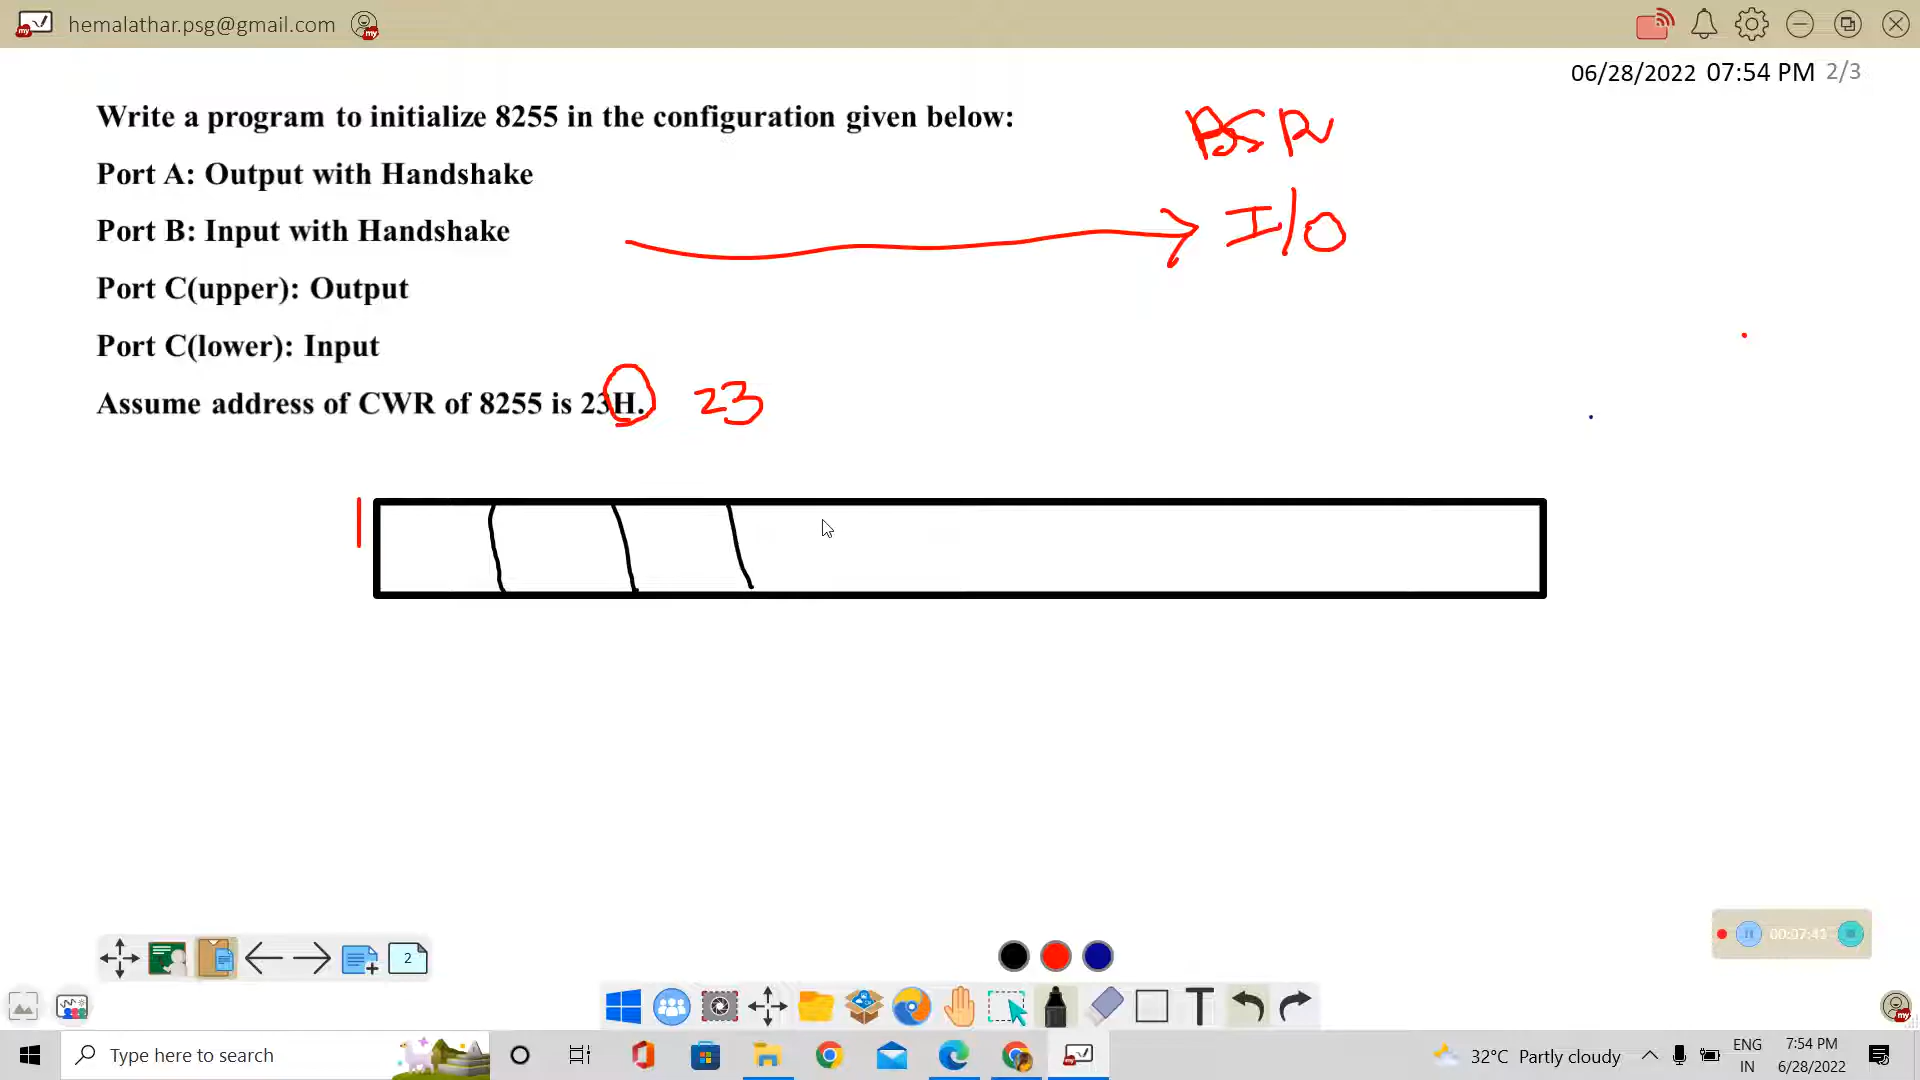 hemalathar.psg@gmail.com
06/28/2022 07:54 PM 2/3
Write a program to initialize 8255 in the configuration given below:
BSR
Port A: Output with Handshake
Port B: Input with Handshake
I/O
Port C(upper): Output
Port C(lower): Input
Assume address of CWR of 8255 is 23H. 23
00:07:41
2
T
Type here to search
32°C Partly cloudy
ENG
IN
7:54 PM
6/28/2022